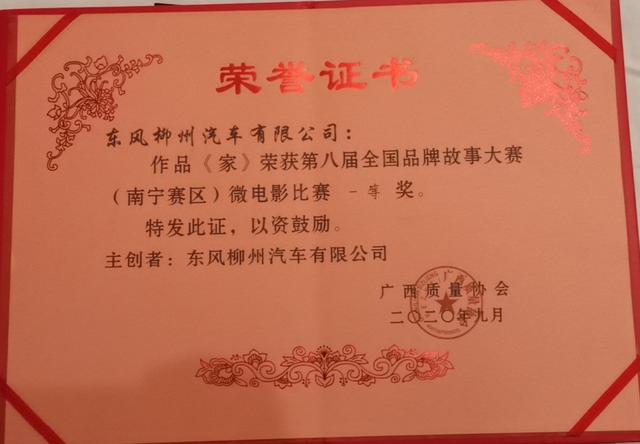 荣誉证书
东风柳州汽车有限公司：
作品《家》荣获第八届全国品牌故事大赛
（南宁赛区）微电影比赛 一等 奖。
特发此证，以资鼓励。
主创者：东风柳州汽车有限公司
广西质量协会
二〇二〇年九月